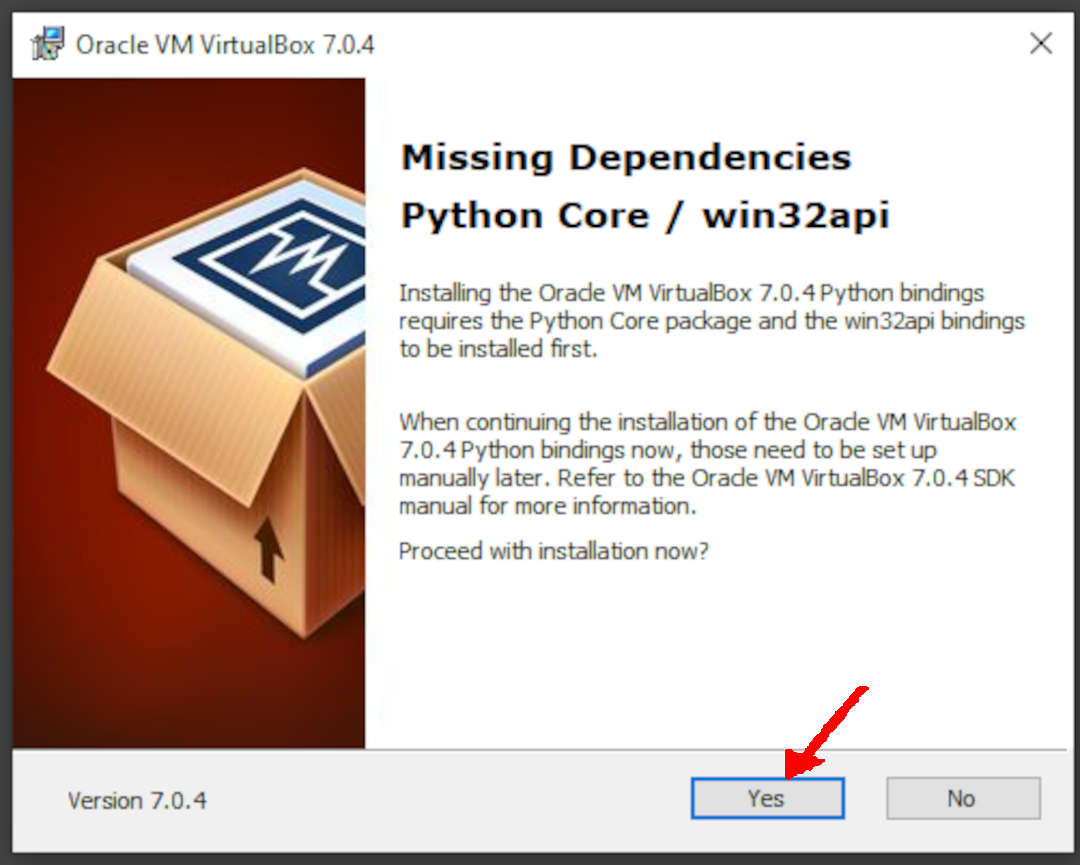 Oracle VM VirtualBox 7.0.4
Missing Dependencies
Python Core / win32api
Installing the Oracle VM VirtualBox 7.0.4 Python bindings
requires the Python Core package and the win32api bindings
to be installed first.
When continuing the installation of the Oracle VM VirtualBox
7.0.4 Python bindings now, those need to be set up
manually later. Refer to the Oracle VM VirtualBox 7.0.4 SDK
manual for more information.
Proceed with installation now?
Version 7.0.4
Yes
No